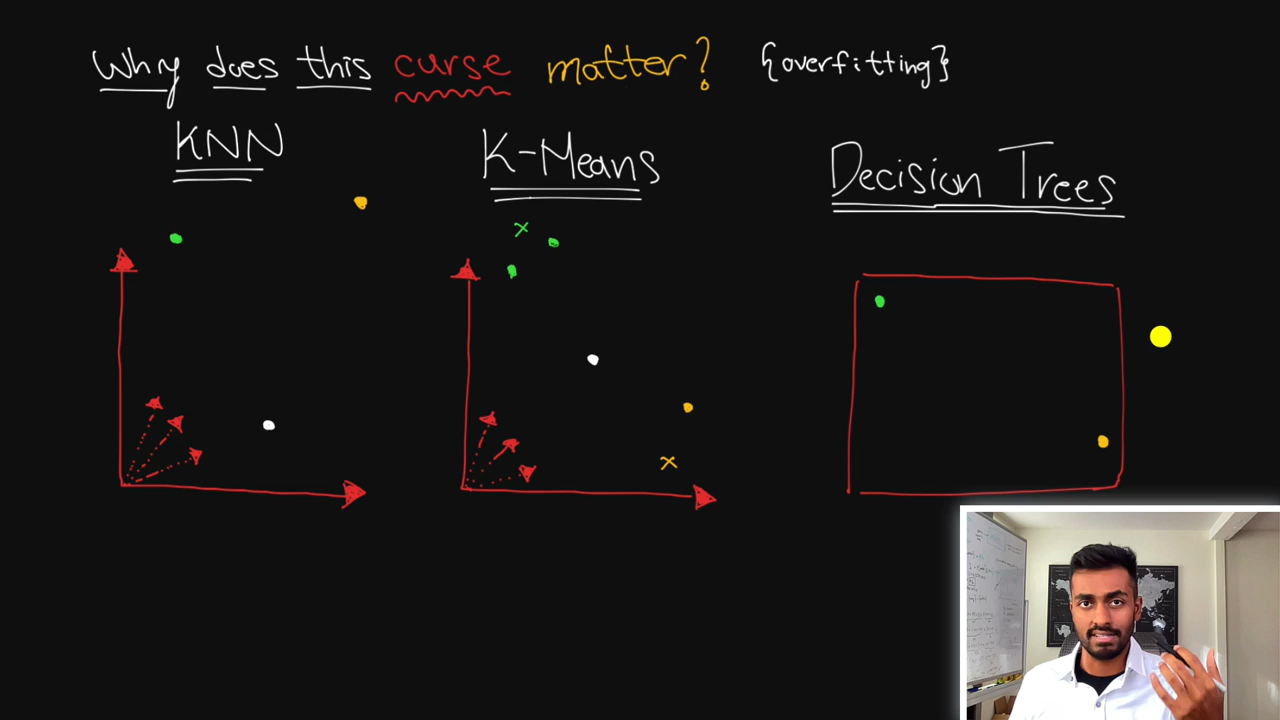 Why does this curse matter? {overfitting}
KNN
K-Means
Decision Trees